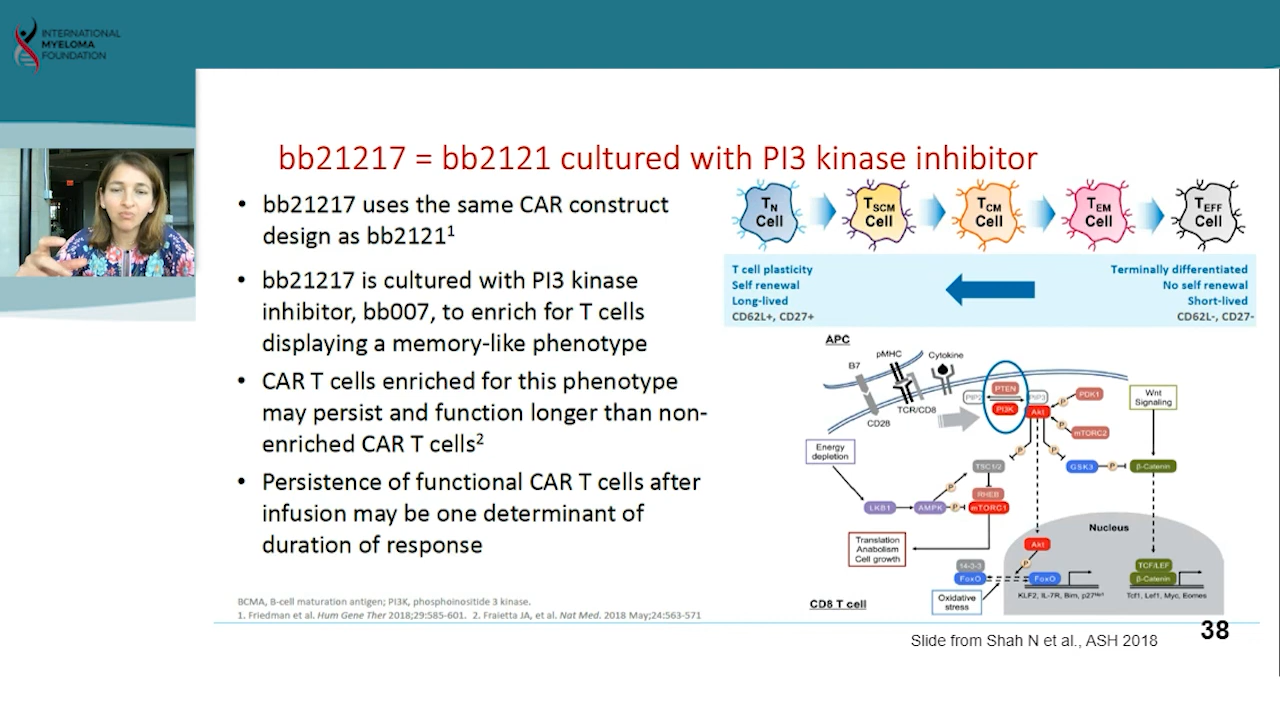 INTERNATIONAL
MYELOMA
FOUNDATION
bb21217 = bb2121 cultured with PI3 kinase inhibitor
• bb21217 uses the same CAR construct
design as bb2121¹
• bb21217 is cultured with PI3 kinase
inhibitor, bb007, to enrich for T cells
displaying a memory-like phenotype
• CAR T cells enriched for this phenotype
may persist and function longer than non-
enriched CAR T cells²
• Persistence of functional CAR T cells after
infusion may be one determinant of
duration of response
BCMA, B-cell maturation antigen; PI3K, phosphoinositide 3 kinase.
1. Friedman et al. Hum Gene Ther 2018;29:585-601. 2. Fraietta JA, et al. Nat Med. 2018 May;24:563-571
TN Cell
TSCM Cell
TCM Cell
TEM Cell
TEFF Cell
T cell plasticity
Self renewal
Long-lived
CD62L+, CD27+
Terminally differentiated
No self renewal
Short-lived
CD62L-, CD27-
APC
B7
pMHC
Cytokine
CD28
TCR/CD8
PIP2
PTEN
PI3K
PIP3
Akt
P
PDK1
P
mTORC2
Wnt
Signaling
Energy
depletion
P
P
TSC1/2
GSK3
P
β-Catenin
P
LKB1
AMPK
P
RHEB
mTORC1
Translation
Anabolism
Cell growth
Nucleus
Akt
P
14-3-3
FoxO
FoxO
TCF/LEF
β-Catenin
KLF2, IL-7R, Bim, p27ᴷⁱᵖ¹
Tcf1, Lef1, Myc, Eomes
Oxidative
stress
CD8 T cell
38
Slide from Shah N et al., ASH 2018